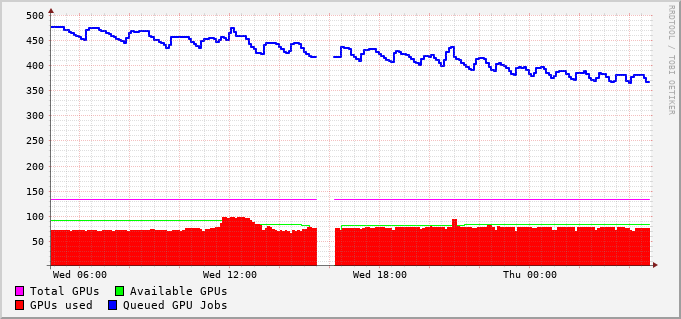 500
450
400
350
300
250
200
150
100
50
Wed 06:00 Wed 12:00 Wed 18:00 Thu 00:00
Total GPUs Available GPUs
GPUs used Queued GPU Jobs
RRDTOOL / TOBI OETIKER